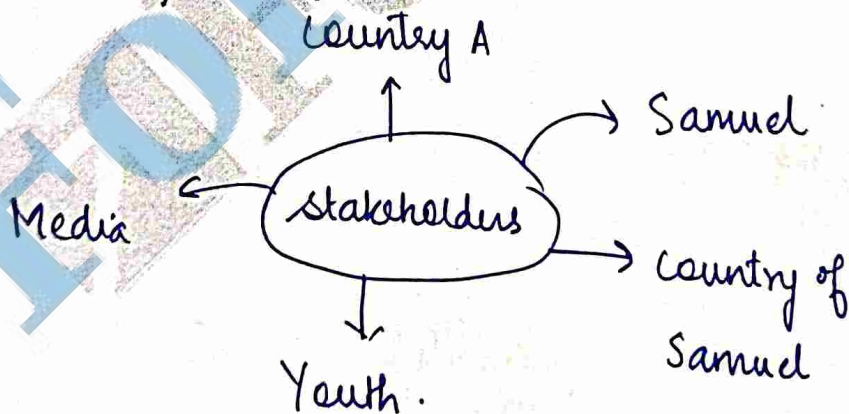 Country A
Samuel
stakeholders
Media
Country of
Samuel
Youth.